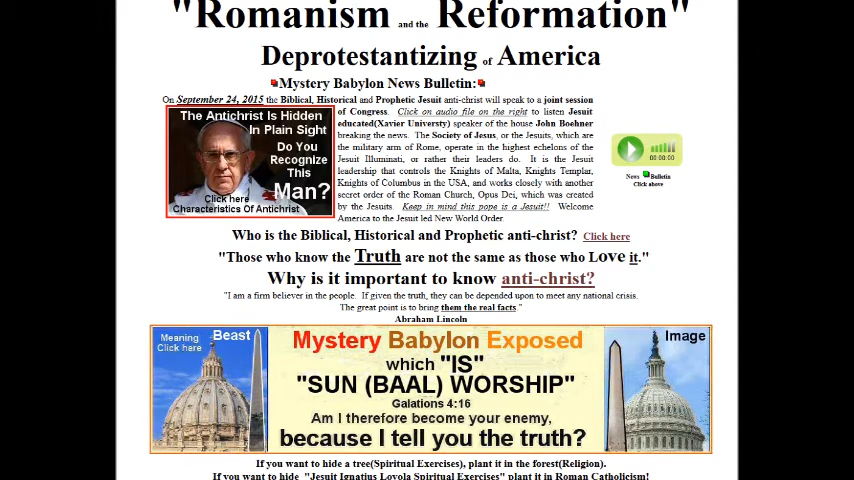 "Romanism and the Reformation"
Deprotestantizing of America
Mystery Babylon News Bulletin:
On September 24, 2015 the Biblical, Historical and Prophetic Jesuit anti-christ will speak to a joint session
of Congress. Click on audio file on the right to listen Jesuit
educated(Xavier Universty) speaker of the house John Boehner
breaking the news. The Society of Jesus, or the Jesuits, which are
the military arm of Rome, operate in the highest echelons of the
Jesuit Illuminati, or rather their leaders do. It is the Jesuit
leadership that controls the Knights of Malta, Knights Templar,
Knights of Columbus in the USA, and works closely with another
secret order of the Roman Church, Opus Dei, which was created
by the Jesuits. Keep in mind this pope is a Jesuit!! Welcome
America to the Jesuit led New World Order.
The Antichrist Is Hidden
In Plain Sight
Do You
Recognize
This
Man?
Click here
Characteristics Of Antichrist
00:00:00
News Bulletin
Click above
Who is the Biblical, Historical and Prophetic anti-christ? Click here
"Those who know the Truth are not the same as those who Love it."
Why is it important to know anti-christ?
"I am a firm believer in the people. If given the truth, they can be depended upon to meet any national crisis.
The great point is to bring them the real facts."
Abraham Lincoln
Meaning
Click here
Beast
Mystery Babylon Exposed
which "IS"
"SUN (BAAL) WORSHIP"
Galations 4:16
Am I therefore become your enemy,
because I tell you the truth?
Image
If you want to hide a tree(Spiritual Exercises), plant it in the forest(Religion).
If you want to hide "Jesuit Ignatius Loyola Spiritual Exercises" plant it in Roman Catholicism!